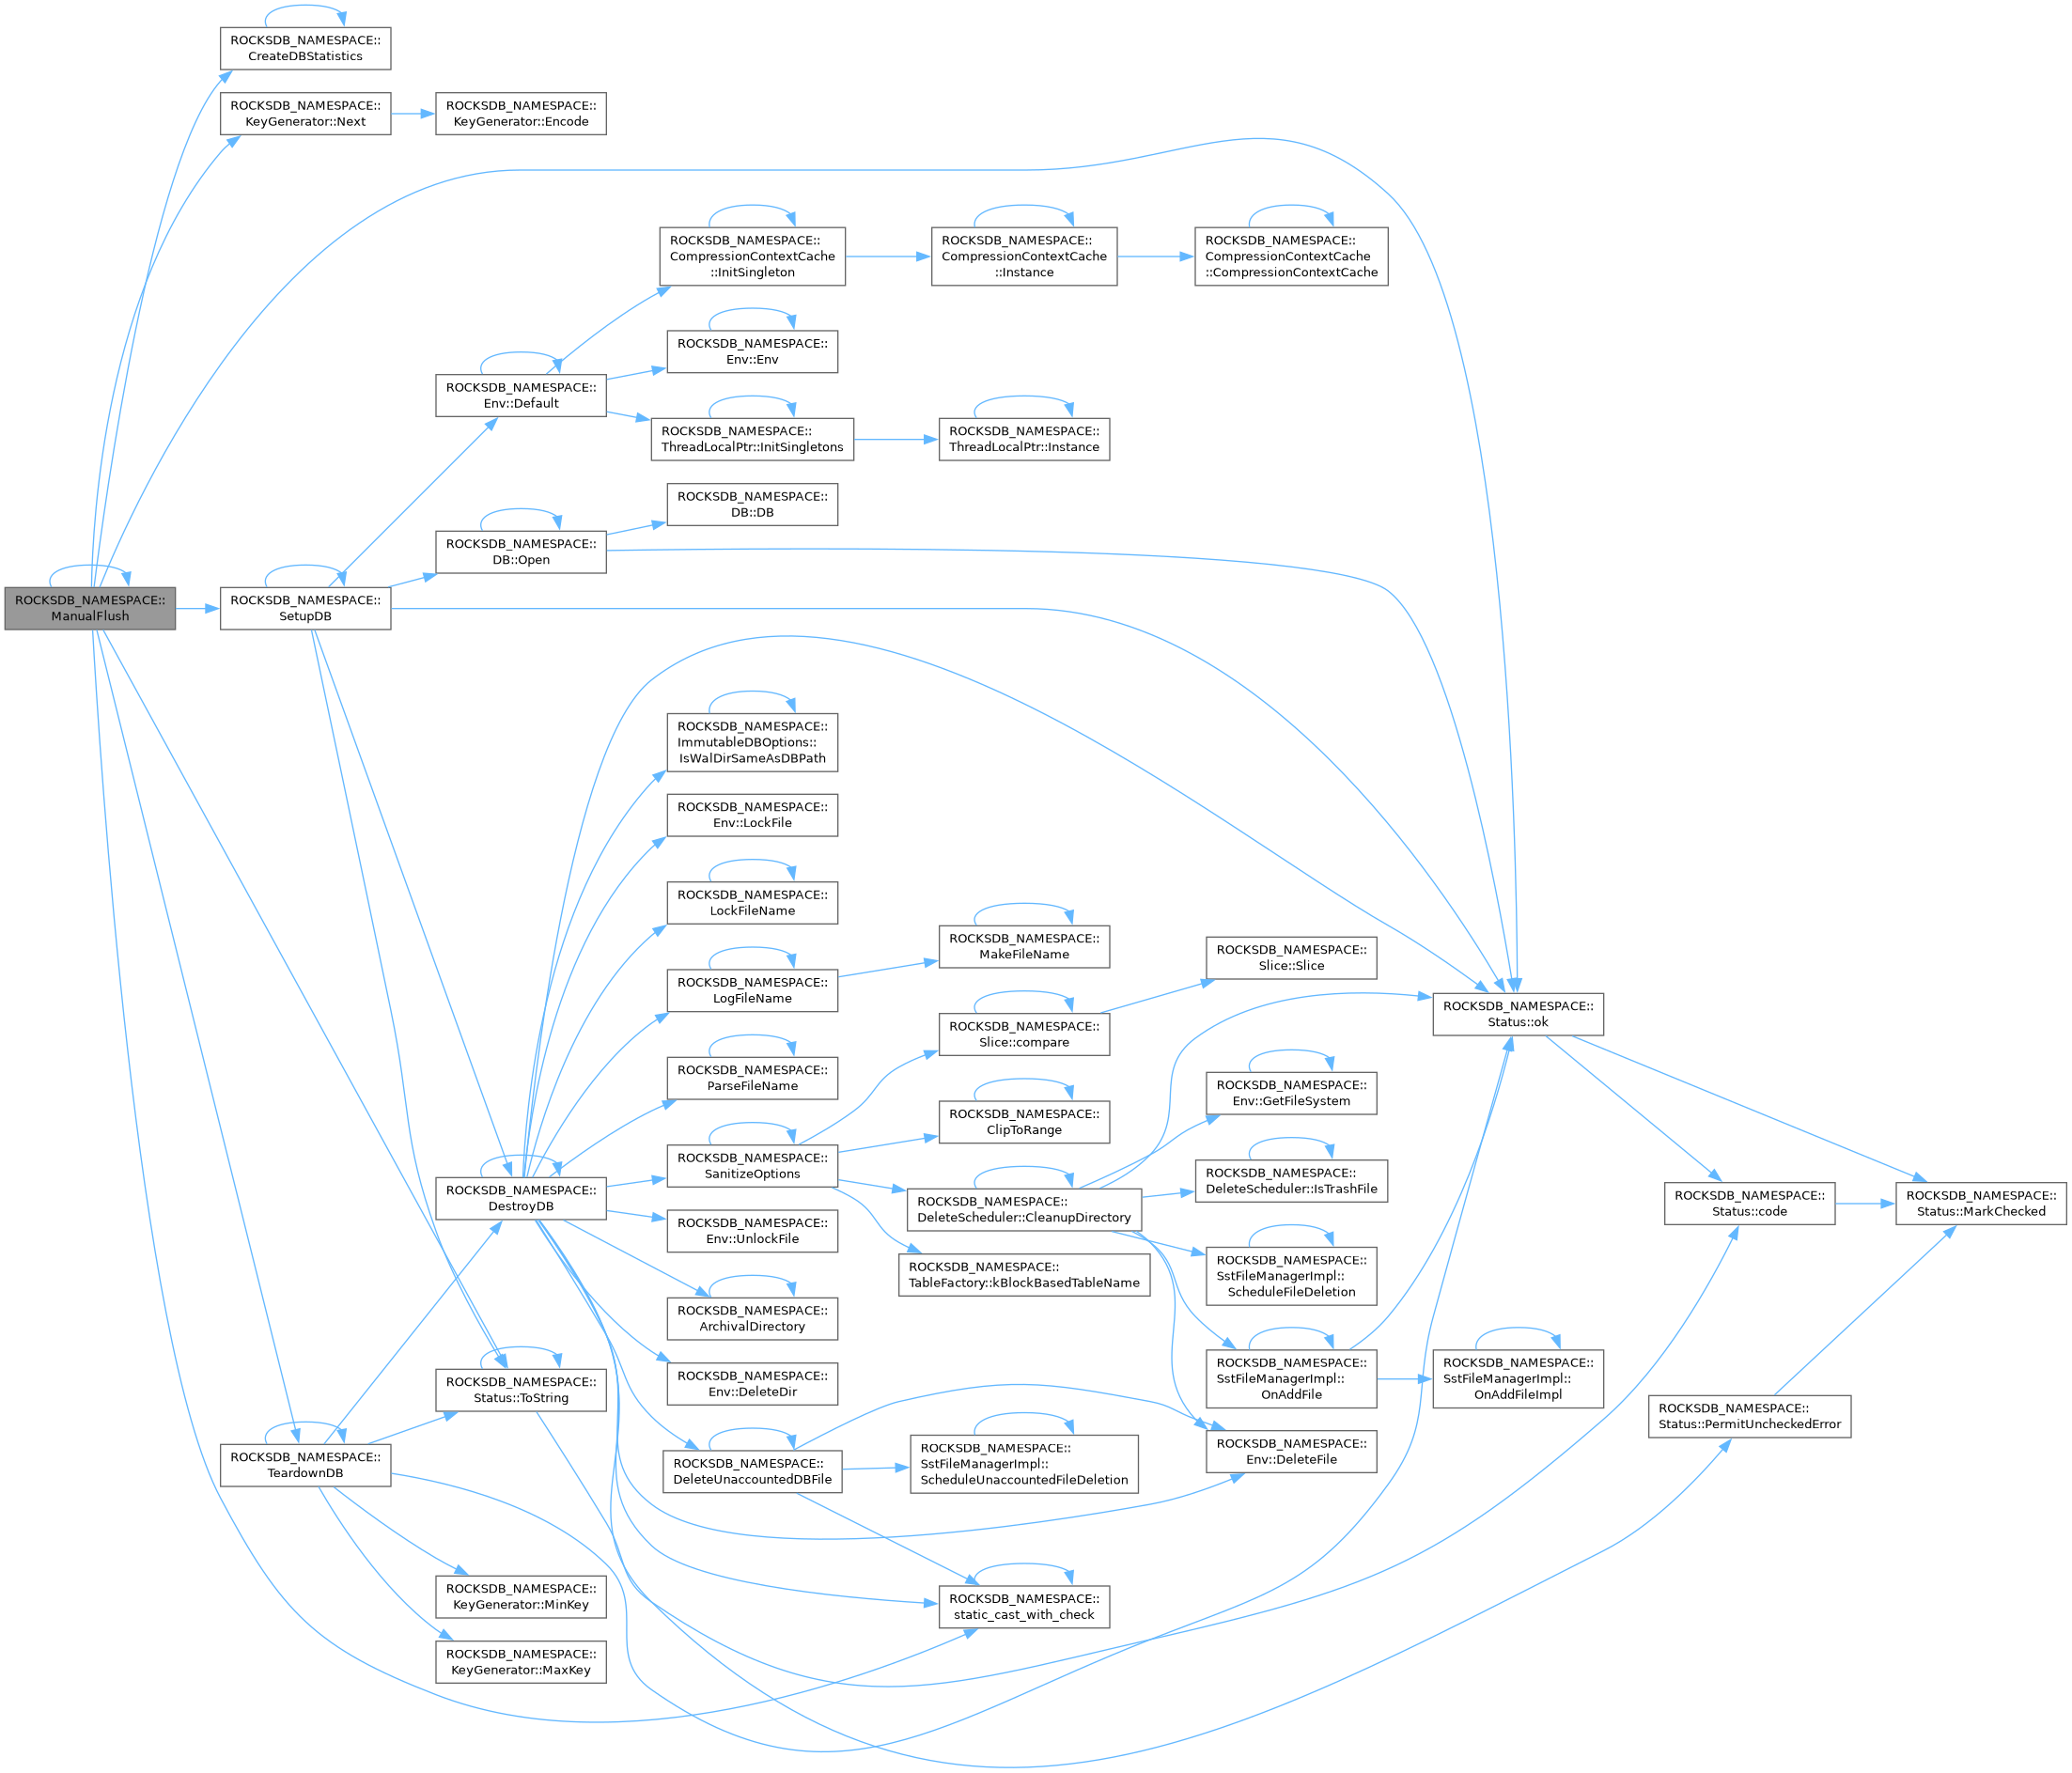 ROCKSDB_NAMESPACE::
CreateDBStatistics
ROCKSDB_NAMESPACE::
KeyGenerator::Next
ROCKSDB_NAMESPACE::
KeyGenerator::Encode
ROCKSDB_NAMESPACE::
CompressionContextCache
::InitSingleton
ROCKSDB_NAMESPACE::
CompressionContextCache
::Instance
ROCKSDB_NAMESPACE::
CompressionContextCache
::CompressionContextCache
ROCKSDB_NAMESPACE::
Env::Env
ROCKSDB_NAMESPACE::
Env::Default
ROCKSDB_NAMESPACE::
ThreadLocalPtr::InitSingletons
ROCKSDB_NAMESPACE::
ThreadLocalPtr::Instance
ROCKSDB_NAMESPACE::
DB::DB
ROCKSDB_NAMESPACE::
DB::Open
ROCKSDB_NAMESPACE::
ManualFlush
ROCKSDB_NAMESPACE::
SetupDB
ROCKSDB_NAMESPACE::
ImmutableDBOptions::
IsWalDirSameAsDBPath
ROCKSDB_NAMESPACE::
Env::LockFile
ROCKSDB_NAMESPACE::
LockFileName
ROCKSDB_NAMESPACE::
MakeFileName
ROCKSDB_NAMESPACE::
Slice::Slice
ROCKSDB_NAMESPACE::
LogFileName
ROCKSDB_NAMESPACE::
Status::ok
ROCKSDB_NAMESPACE::
Slice::compare
ROCKSDB_NAMESPACE::
ParseFileName
ROCKSDB_NAMESPACE::
Env::GetFileSystem
ROCKSDB_NAMESPACE::
ClipToRange
ROCKSDB_NAMESPACE::
SanitizeOptions
ROCKSDB_NAMESPACE::
DeleteScheduler::IsTrashFile
ROCKSDB_NAMESPACE::
DestroyDB
ROCKSDB_NAMESPACE::
DeleteScheduler::CleanupDirectory
ROCKSDB_NAMESPACE::
Status::code
ROCKSDB_NAMESPACE::
Status::MarkChecked
ROCKSDB_NAMESPACE::
Env::UnlockFile
ROCKSDB_NAMESPACE::
TableFactory::kBlockBasedTableName
ROCKSDB_NAMESPACE::
SstFileManagerImpl::
ScheduleFileDeletion
ROCKSDB_NAMESPACE::
ArchivalDirectory
ROCKSDB_NAMESPACE::
SstFileManagerImpl::
OnAddFile
ROCKSDB_NAMESPACE::
SstFileManagerImpl::
OnAddFileImpl
ROCKSDB_NAMESPACE::
Env::DeleteDir
ROCKSDB_NAMESPACE::
Status::ToString
ROCKSDB_NAMESPACE::
Status::PermitUncheckedError
ROCKSDB_NAMESPACE::
TeardownDB
ROCKSDB_NAMESPACE::
DeleteUnaccountedDBFile
ROCKSDB_NAMESPACE::
SstFileManagerImpl::
ScheduleUnaccountedFileDeletion
ROCKSDB_NAMESPACE::
Env::DeleteFile
ROCKSDB_NAMESPACE::
KeyGenerator::MinKey
ROCKSDB_NAMESPACE::
static_cast_with_check
ROCKSDB_NAMESPACE::
KeyGenerator::MaxKey